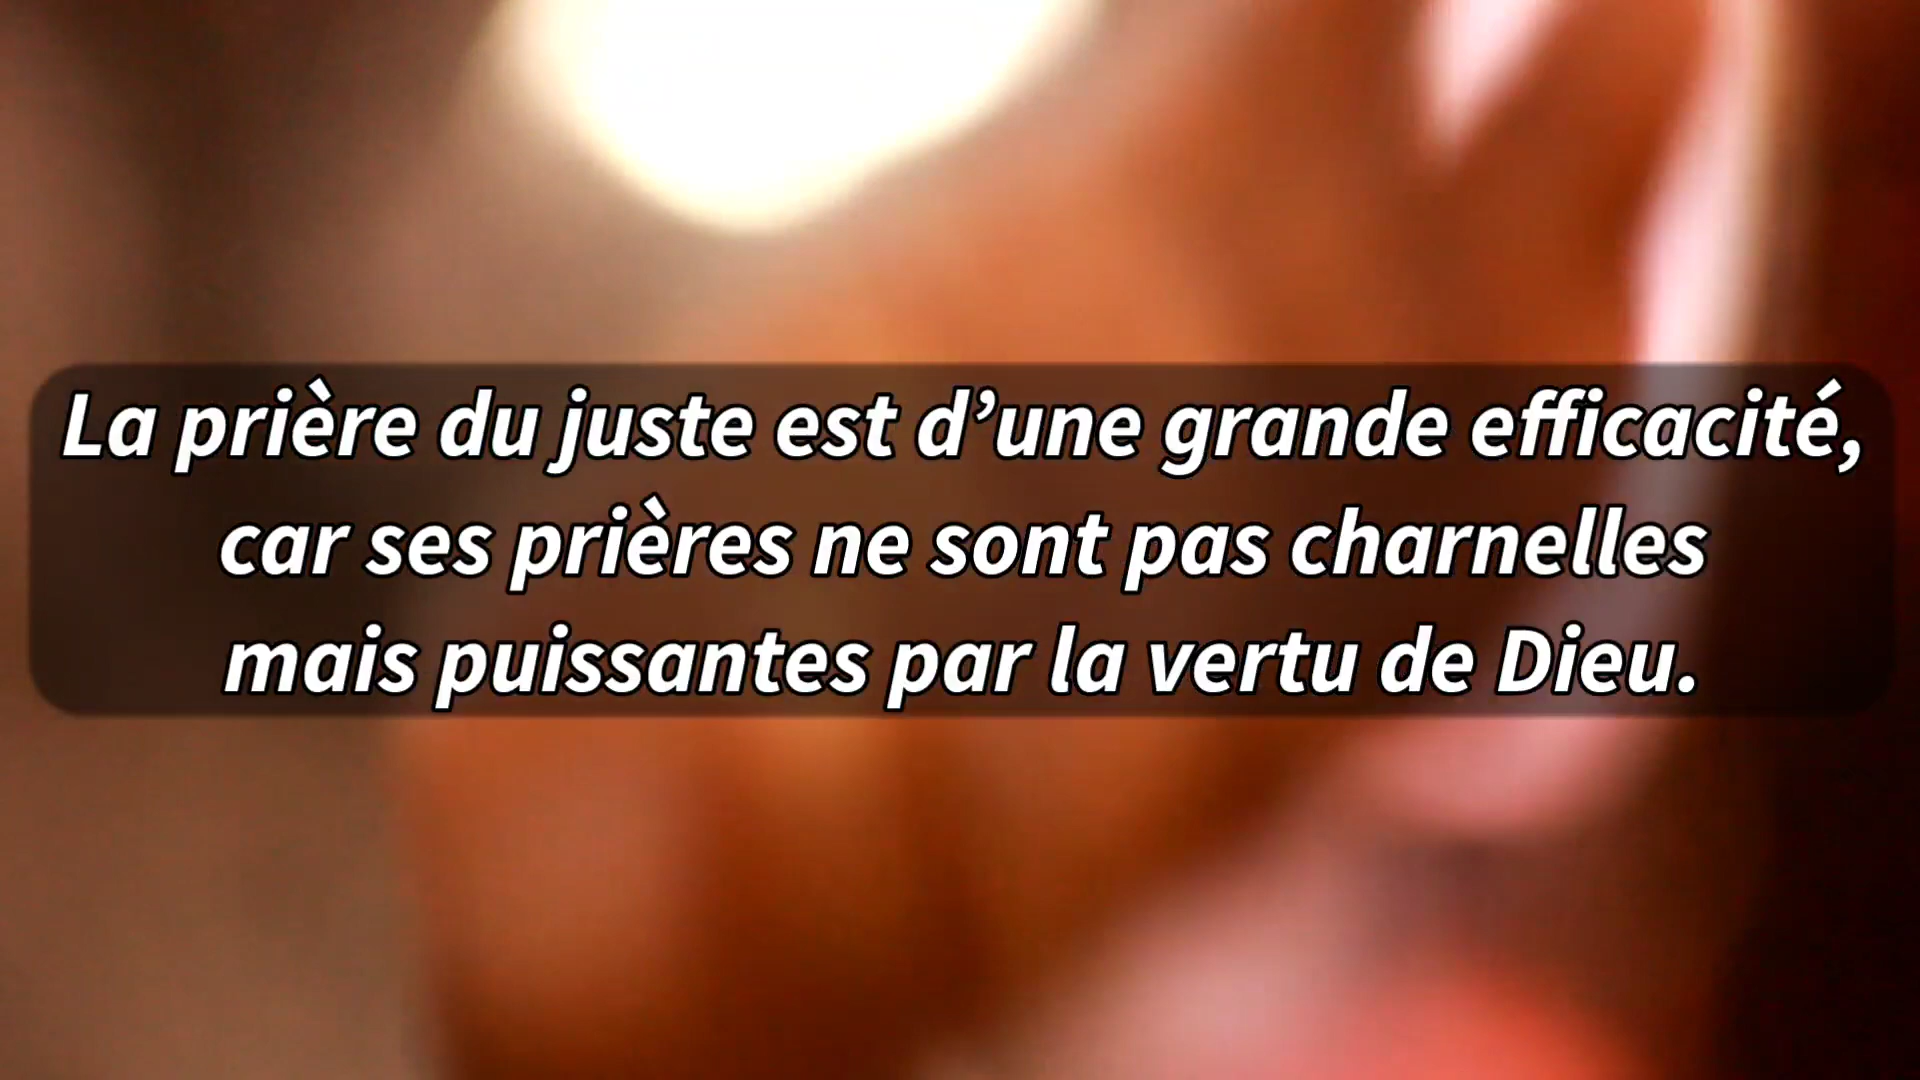 La prière du juste est d’une grande efficacité,
car ses prières ne sont pas charnelles
mais puissantes par la vertu de Dieu.